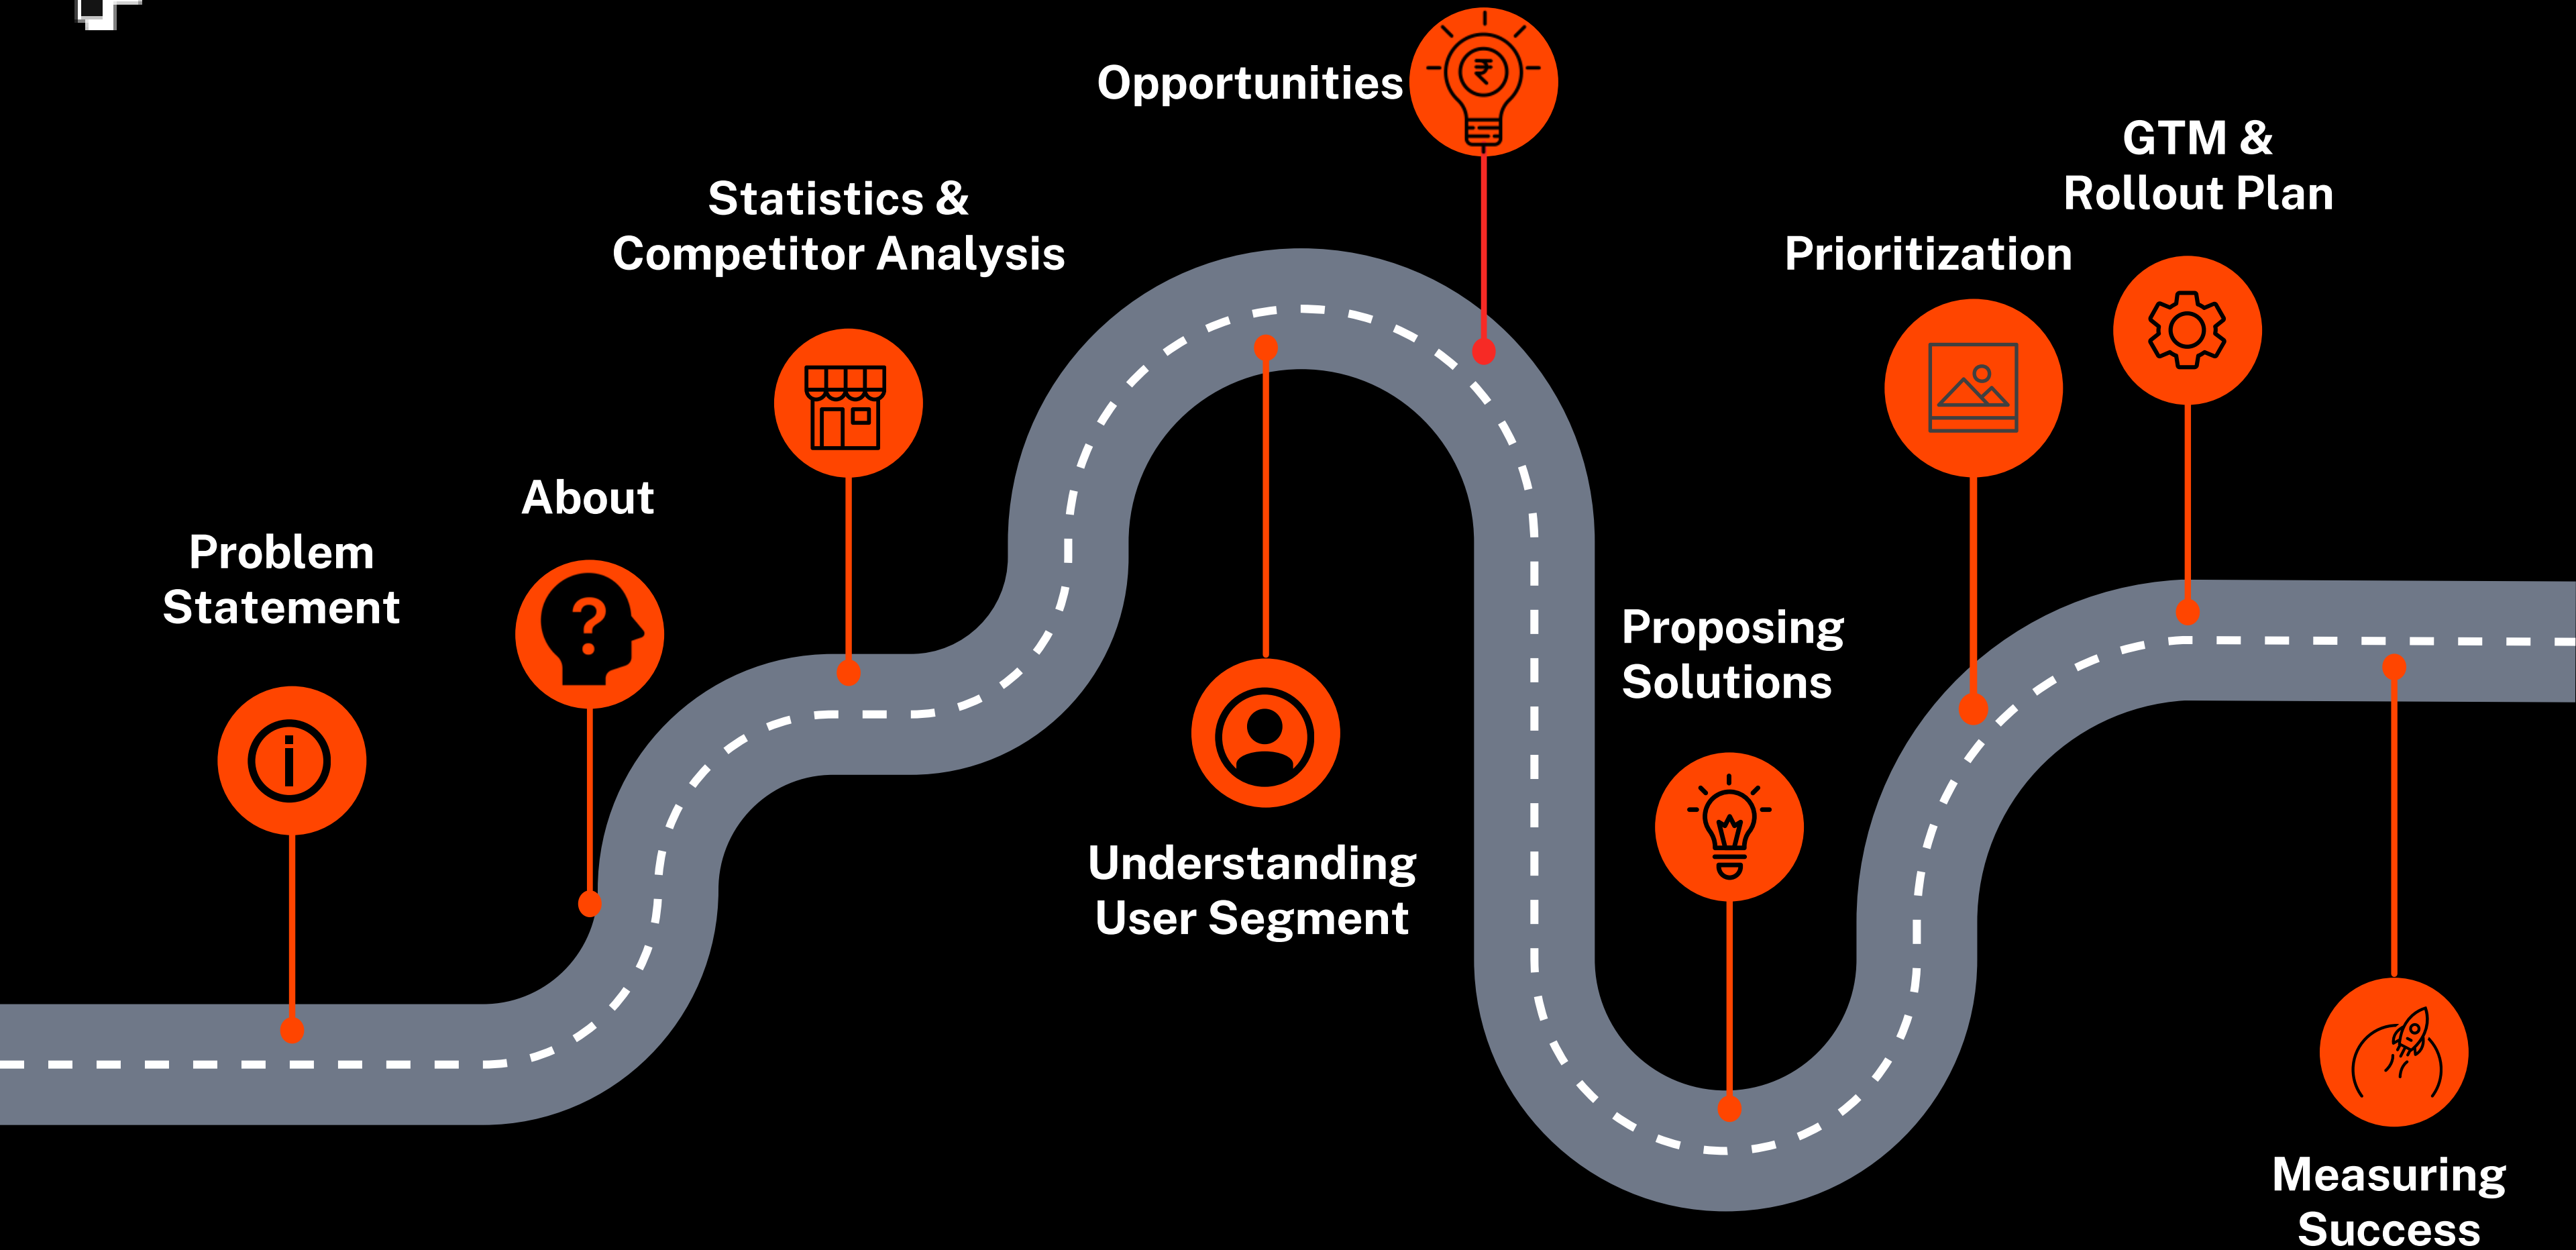 Problem
Statement
About
?
i
Statistics &
Competitor Analysis
Understanding
User Segment
Opportunities
₹
Proposing
Solutions
Prioritization
GTM &
Rollout Plan
Measuring
Success